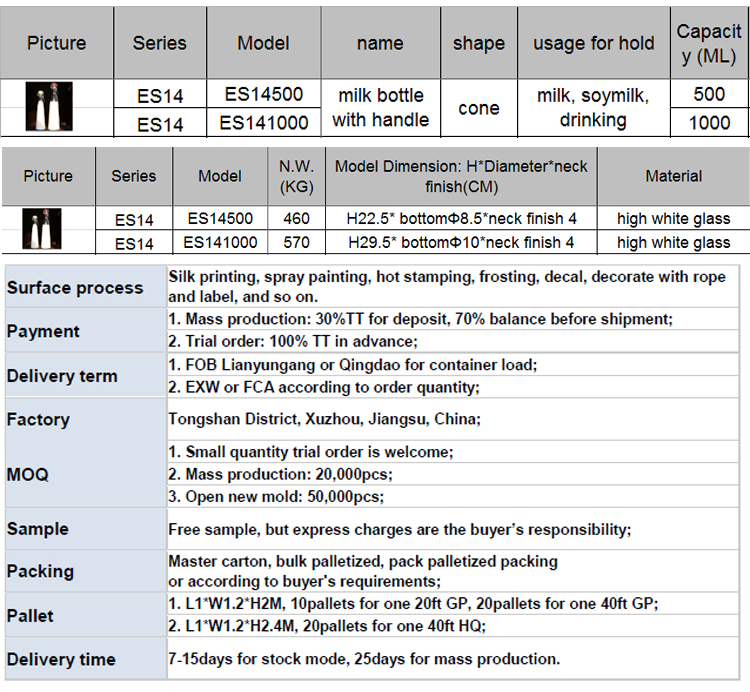 Picture Series Model name shape usage for hold Capacit
y (ML)
ES14 ES14500 milk bottle with handle cone milk, soymilk, drinking 500
ES14 ES141000 1000
Picture Series Model N.W. (KG) Model Dimension: H*Diameter*neck finish(CM) Material
ES14 ES14500 460 H22.5* bottomΦ8.5*neck finish 4 high white glass
ES14 ES141000 570 H29.5* bottomΦ10*neck finish 4 high white glass
Surface process
Silk printing, spray painting, hot stamping, frosting, decal, decorate with rope
and label, and so on.
Payment
1. Mass production: 30%TT for deposit, 70% balance before shipment;
2. Trial order: 100% TT in advance;
Delivery term
1. FOB Lianyungang or Qingdao for container load;
2. EXW or FCA according to order quantity;
Factory
Tongshan District, Xuzhou, Jiangsu, China;
MOQ
1. Small quantity trial order is welcome;
2. Mass production: 20,000pcs;
3. Open new mold: 50,000pcs;
Sample
Free sample, but express charges are the buyer's responsibility;
Packing
Master carton, bulk palletized, pack palletized packing
or according to buyer's requirements;
Pallet
1. L1*W1.2*H2M, 10pallets for one 20ft GP, 20pallets for one 40ft GP;
2. L1*W1.2*H2.4M, 20pallets for one 40ft HQ;
Delivery time
7-15days for stock mode, 25days for mass production.